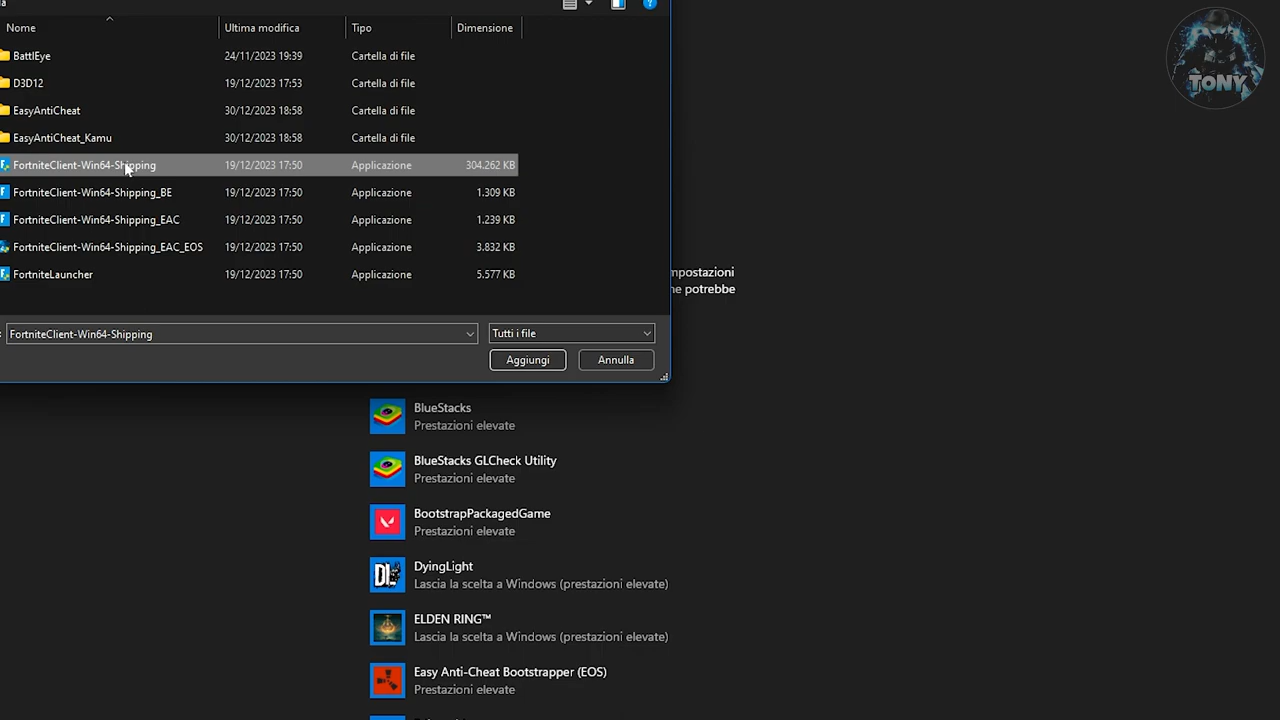 Nome Ultima modifica Tipo Dimensione
BattlEye 24/11/2023 19:39 Cartella di file
D3D12 19/12/2023 17:53 Cartella di file
EasyAntiCheat 30/12/2023 18:58 Cartella di file
EasyAntiCheat_Kamu 30/12/2023 18:58 Cartella di file
FortniteClient-Win64-Shipping 19/12/2023 17:50 Applicazione 304.262 KB
FortniteClient-Win64-Shipping_BE 19/12/2023 17:50 Applicazione 1.309 KB
FortniteClient-Win64-Shipping_EAC 19/12/2023 17:50 Applicazione 1.239 KB
FortniteClient-Win64-Shipping_EAC_EOS 19/12/2023 17:50 Applicazione 3.832 KB
FortniteLauncher 19/12/2023 17:50 Applicazione 5.577 KB
FortniteClient-Win64-Shipping Tutti i file
Aggiungi Annulla
TONY
mpostazioni
ne potrebbe
BlueStacks
Prestazioni elevate
BlueStacks GLCheck Utility
Prestazioni elevate
BootstrapPackagedGame
Prestazioni elevate
DyingLight
Lascia la scelta a Windows (prestazioni elevate)
ELDEN RING™
Lascia la scelta a Windows (prestazioni elevate)
Easy Anti-Cheat Bootstrapper (EOS)
Prestazioni elevate